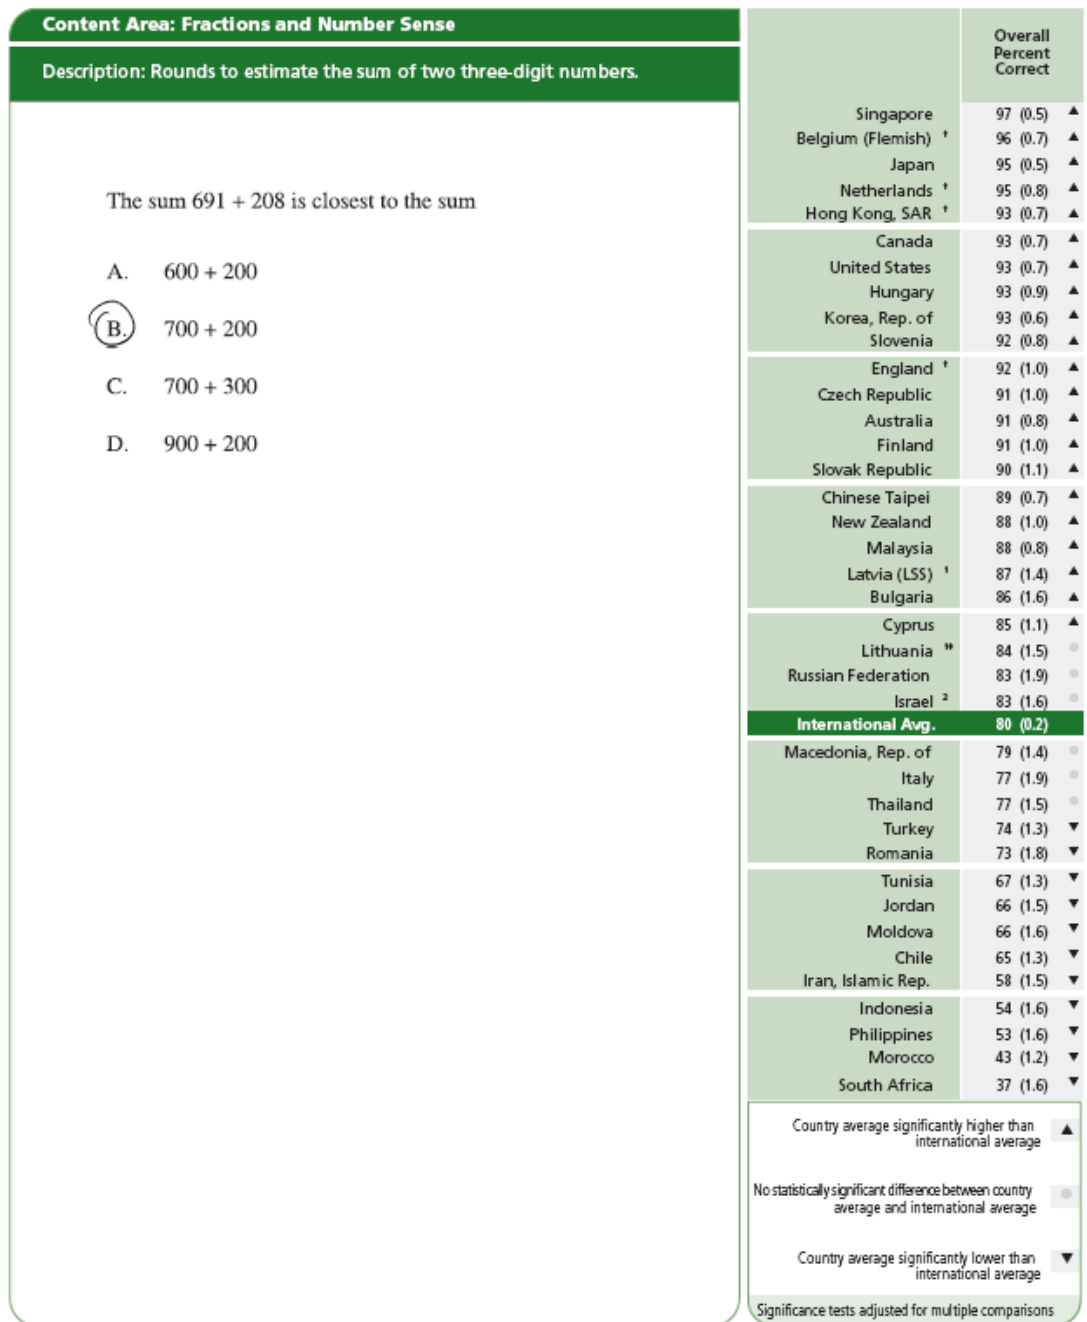 Content Area: Fractions and Number Sense
Description: Rounds to estimate the sum of two three-digit numbers.
The sum 691 + 208 is closest to the sum
A. 600 + 200
B. 700 + 200
C. 700 + 300
D. 900 + 200
Overall
Percent
Correct
Singapore 97 (0.5) ▲
Belgium (Flemish) † 96 (0.7) ▲
Japan 95 (0.5) ▲
Netherlands † 95 (0.8) ▲
Hong Kong, SAR † 93 (0.7) ▲
Canada 93 (0.7) ▲
United States 93 (0.7) ▲
Hungary 93 (0.9) ▲
Korea, Rep. of 93 (0.6) ▲
Slovenia 92 (0.8) ▲
England † 92 (1.0) ▲
Czech Republic 91 (1.0) ▲
Australia 91 (0.8) ▲
Finland 91 (1.0) ▲
Slovak Republic 90 (1.1) ▲
Chinese Taipei 89 (0.7) ▲
New Zealand 88 (1.0) ▲
Malaysia 88 (0.8) ▲
Latvia (LSS) ¹ 87 (1.4) ▲
Bulgaria 86 (1.6) ▲
Cyprus 85 (1.1) ▲
Lithuania 84 (1.5) ●
Russian Federation 83 (1.9) ●
Israel ² 83 (1.6) ●
International Avg. 80 (0.2)
Macedonia, Rep. of 79 (1.4) ●
Italy 77 (1.9) ●
Thailand 77 (1.5) ●
Turkey 74 (1.3) ▼
Romania 73 (1.8) ▼
Tunisia 67 (1.3) ▼
Jordan 66 (1.5) ▼
Moldova 66 (1.6) ▼
Chile 65 (1.3) ▼
Iran, Islamic Rep. 58 (1.5) ▼
Indonesia 54 (1.6) ▼
Philippines 53 (1.6) ▼
Morocco 43 (1.2) ▼
South Africa 37 (1.6) ▼
Country average significantly higher than ▲
international average
No statistically significant difference between country ●
average and international average
Country average significantly lower than ▼
international average
Significance tests adjusted for multiple comparisons